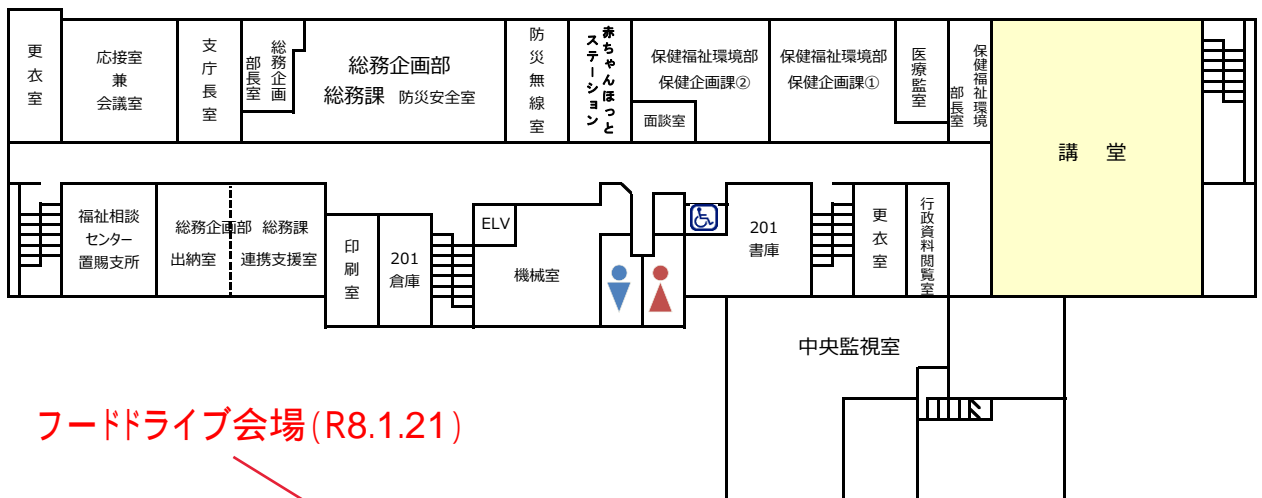 更衣室
応接室
兼
会議室
支庁長室
総務企画
部長室
総務企画部
総務課 防災安全室
防災無線室
赤ちゃんほっと
ステーション
保健福祉環境部
保健企画課②
面談室
保健福祉環境部
保健企画課①
医療監室
保健福祉環境
部長室
講 堂
福祉相談
センター
置賜支所
総務企画部 総務課
出納室 連携支援室
印刷室
201
倉庫
ELV
機械室
201
書庫
更衣室
行政資料閲覧室
中央監視室
フードドライブ会場(R8.1.21)